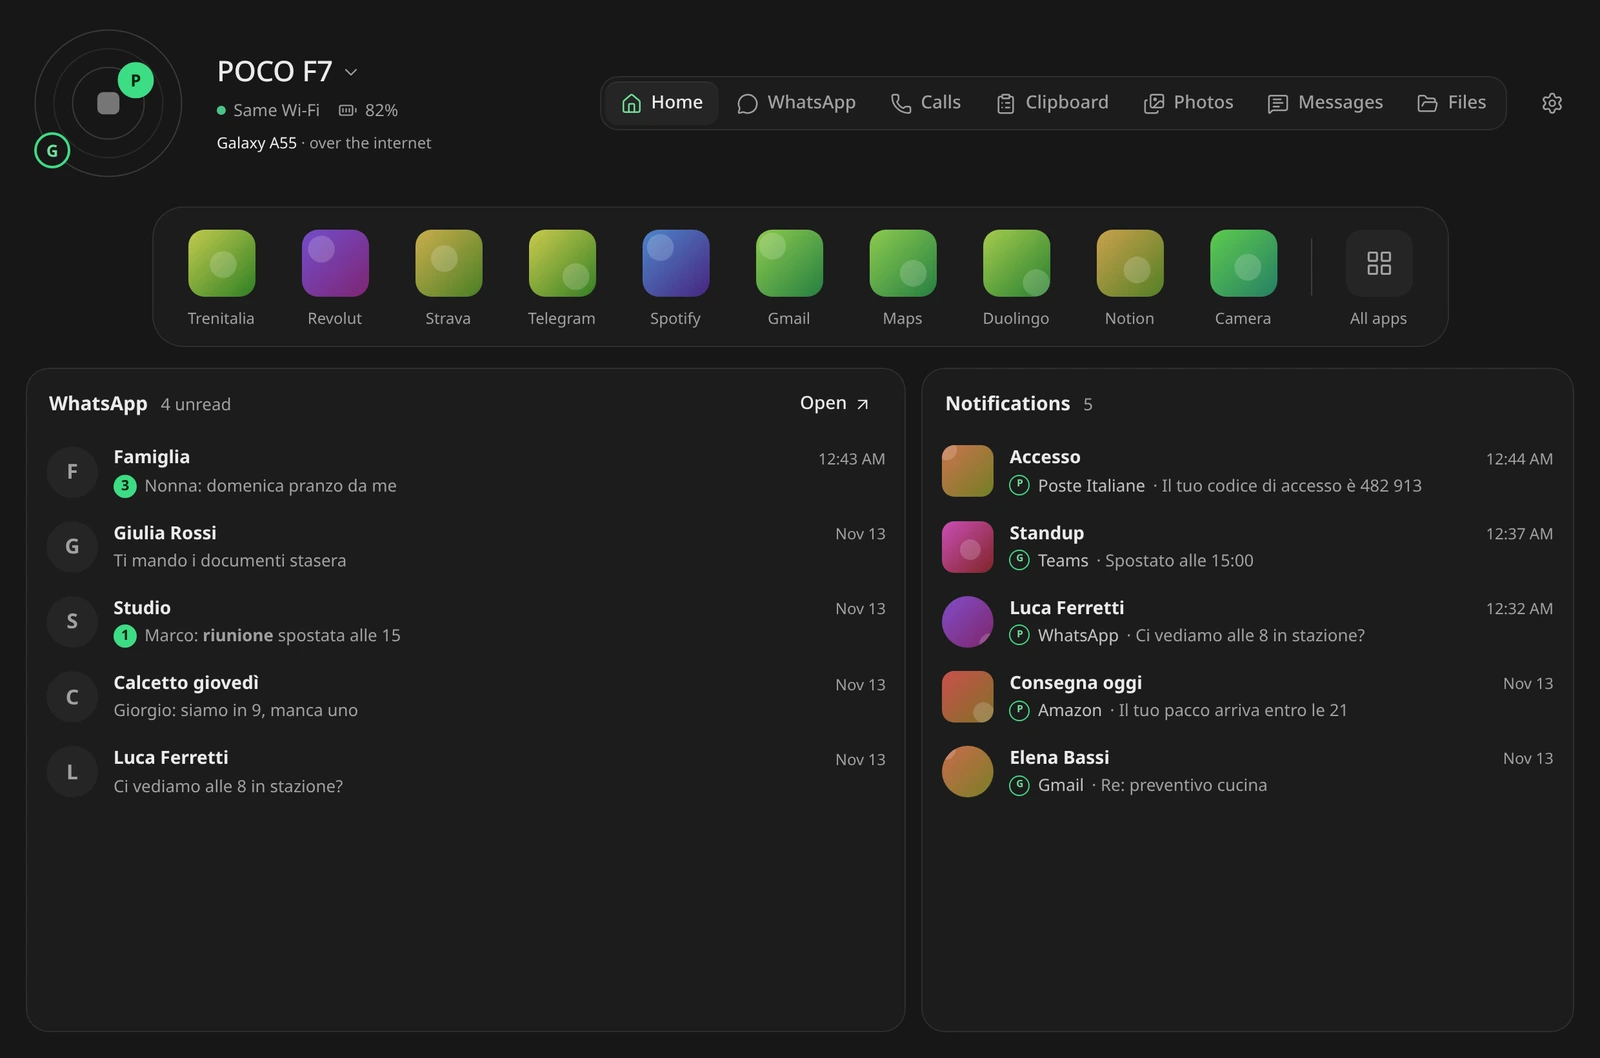 P
G
POCO F7
Same Wi-Fi 82%
Galaxy A55 · over the internet
Home WhatsApp Calls Clipboard Photos Messages Files
Trenitalia Revolut Strava Telegram Spotify Gmail Maps Duolingo Notion Camera All apps
WhatsApp 4 unread Open
F Famiglia 12:43 AM
3 Nonna: domenica pranzo da me
G Giulia Rossi Nov 13
Ti mando i documenti stasera
S Studio Nov 13
1 Marco: riunione spostata alle 15
C Calcetto giovedì Nov 13
Giorgio: siamo in 9, manca uno
L Luca Ferretti Nov 13
Ci vediamo alle 8 in stazione?
Notifications 5
Accesso 12:44 AM
P Poste Italiane · Il tuo codice di accesso è 482 913
Standup 12:37 AM
G Teams · Spostato alle 15:00
Luca Ferretti 12:32 AM
P WhatsApp · Ci vediamo alle 8 in stazione?
Consegna oggi Nov 13
P Amazon · Il tuo pacco arriva entro le 21
Elena Bassi Nov 13
G Gmail · Re: preventivo cucina